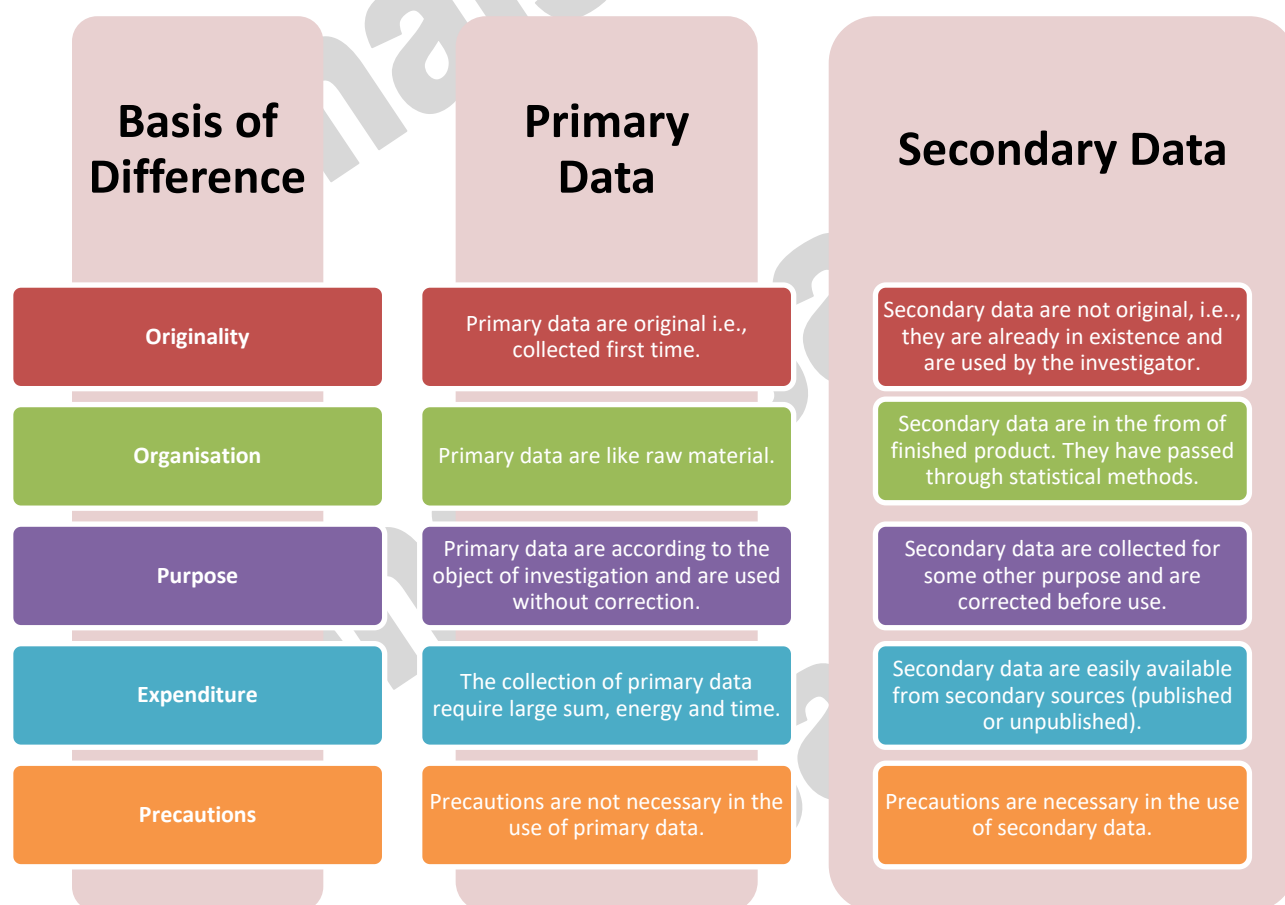 Basis of
Difference
Primary
Data
Secondary Data
Originality
Primary data are original i.e.,
collected first time.
Secondary data are not original, i.e..,
they are already in existence and
are used by the investigator.
Organisation
Primary data are like raw material.
Secondary data are in the from of
finished product. They have passed
through statistical methods.
Purpose
Primary data are according to the
object of investigation and are used
without correction.
Secondary data are collected for
some other purpose and are
corrected before use.
Expenditure
The collection of primary data
require large sum, energy and time.
Secondary data are easily available
from secondary sources (published
or unpublished).
Precautions
Precautions are not necessary in the
use of primary data.
Precautions are necessary in the use
of secondary data.